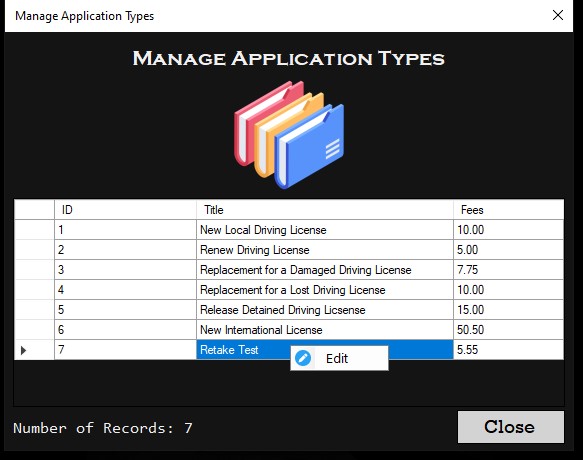 Manage Application Types
MANAGE APPLICATION TYPES
ID Title Fees
1 New Local Driving License 10.00
2 Renew Driving License 5.00
3 Replacement for a Damaged Driving License 7.75
4 Replacement for a Lost Driving License 10.00
5 Release Detained Driving Licsense 15.00
6 New International License 50.50
7 Retake Test 5.55
Edit
Number of Records: 7
Close